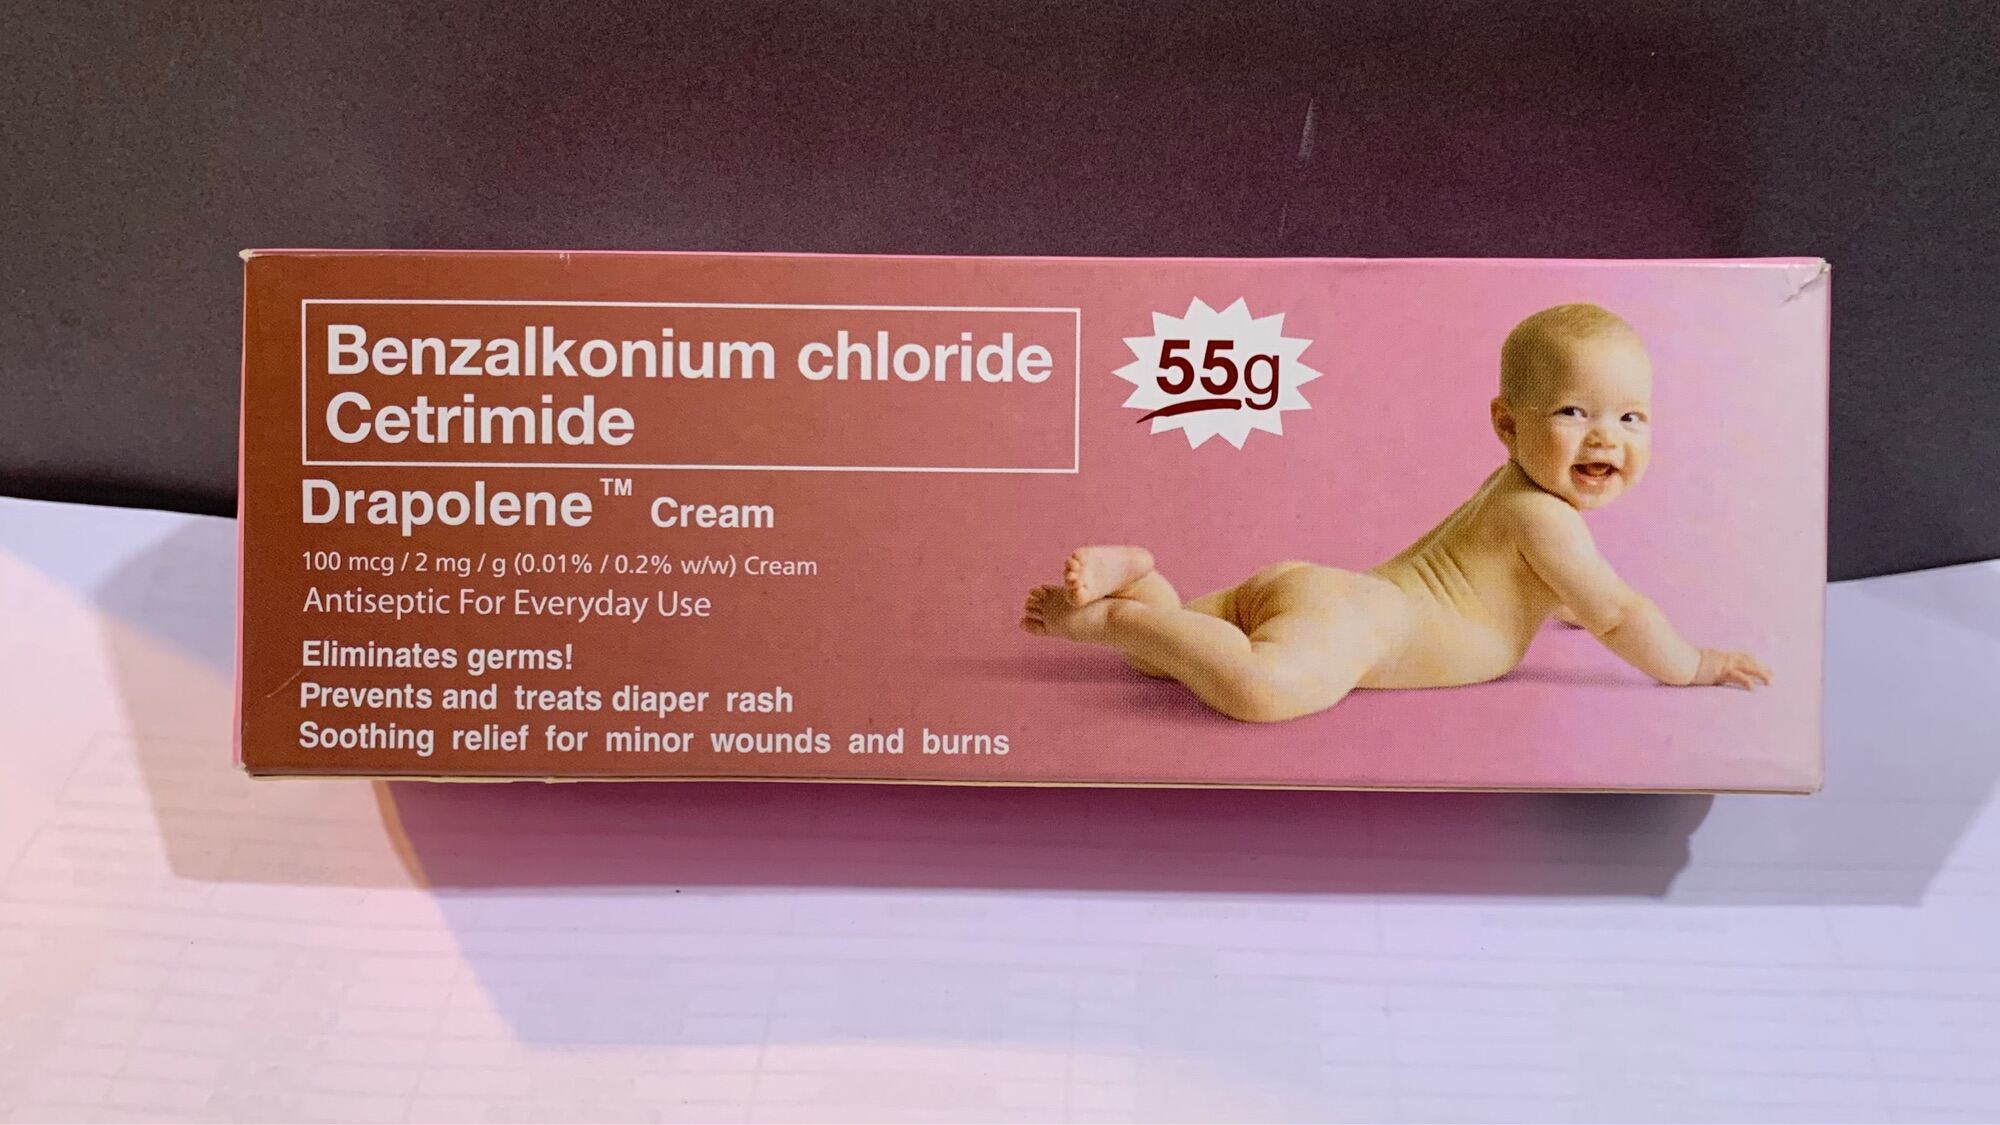 Benzalkonium chloride
Cetrimide
55g
Drapolene™ Cream
100 mcg / 2 mg / g (0.01% / 0.2% w/w) Cream
Antiseptic For Everyday Use
Eliminates germs!
Prevents and treats diaper rash
Soothing relief for minor wounds and burns